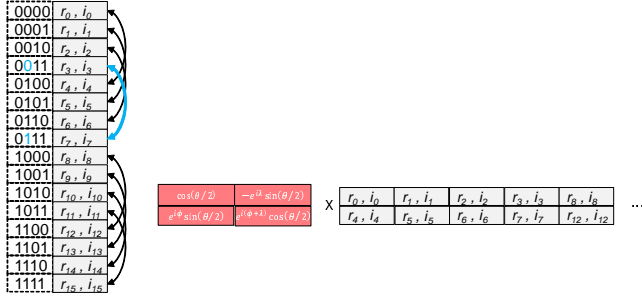 0000 r0 , i0
0001 r1 , i1
0010 r2 , i2
0011 r3 , i3
0100 r4 , i4
0101 r5 , i5
0110 r6 , i6
0111 r7 , i7
1000 r8 , i8
1001 r9 , i9
1010 r10 , i10
1011 r11 , i11
1100 r12 , i12
1101 r13 , i13
1110 r14 , i14
1111 r15 , i15
cos(θ/2) −e^{iλ} sin(θ/2)
e^{iϕ} sin(θ/2) e^{i(ϕ+λ)} cos(θ/2)
X
r0 , i0 r1 , i1 r2 , i2 r3 , i3 r8 , i8
r4 , i4 r5 , i5 r6 , i6 r7 , i7 r12 , i12
...